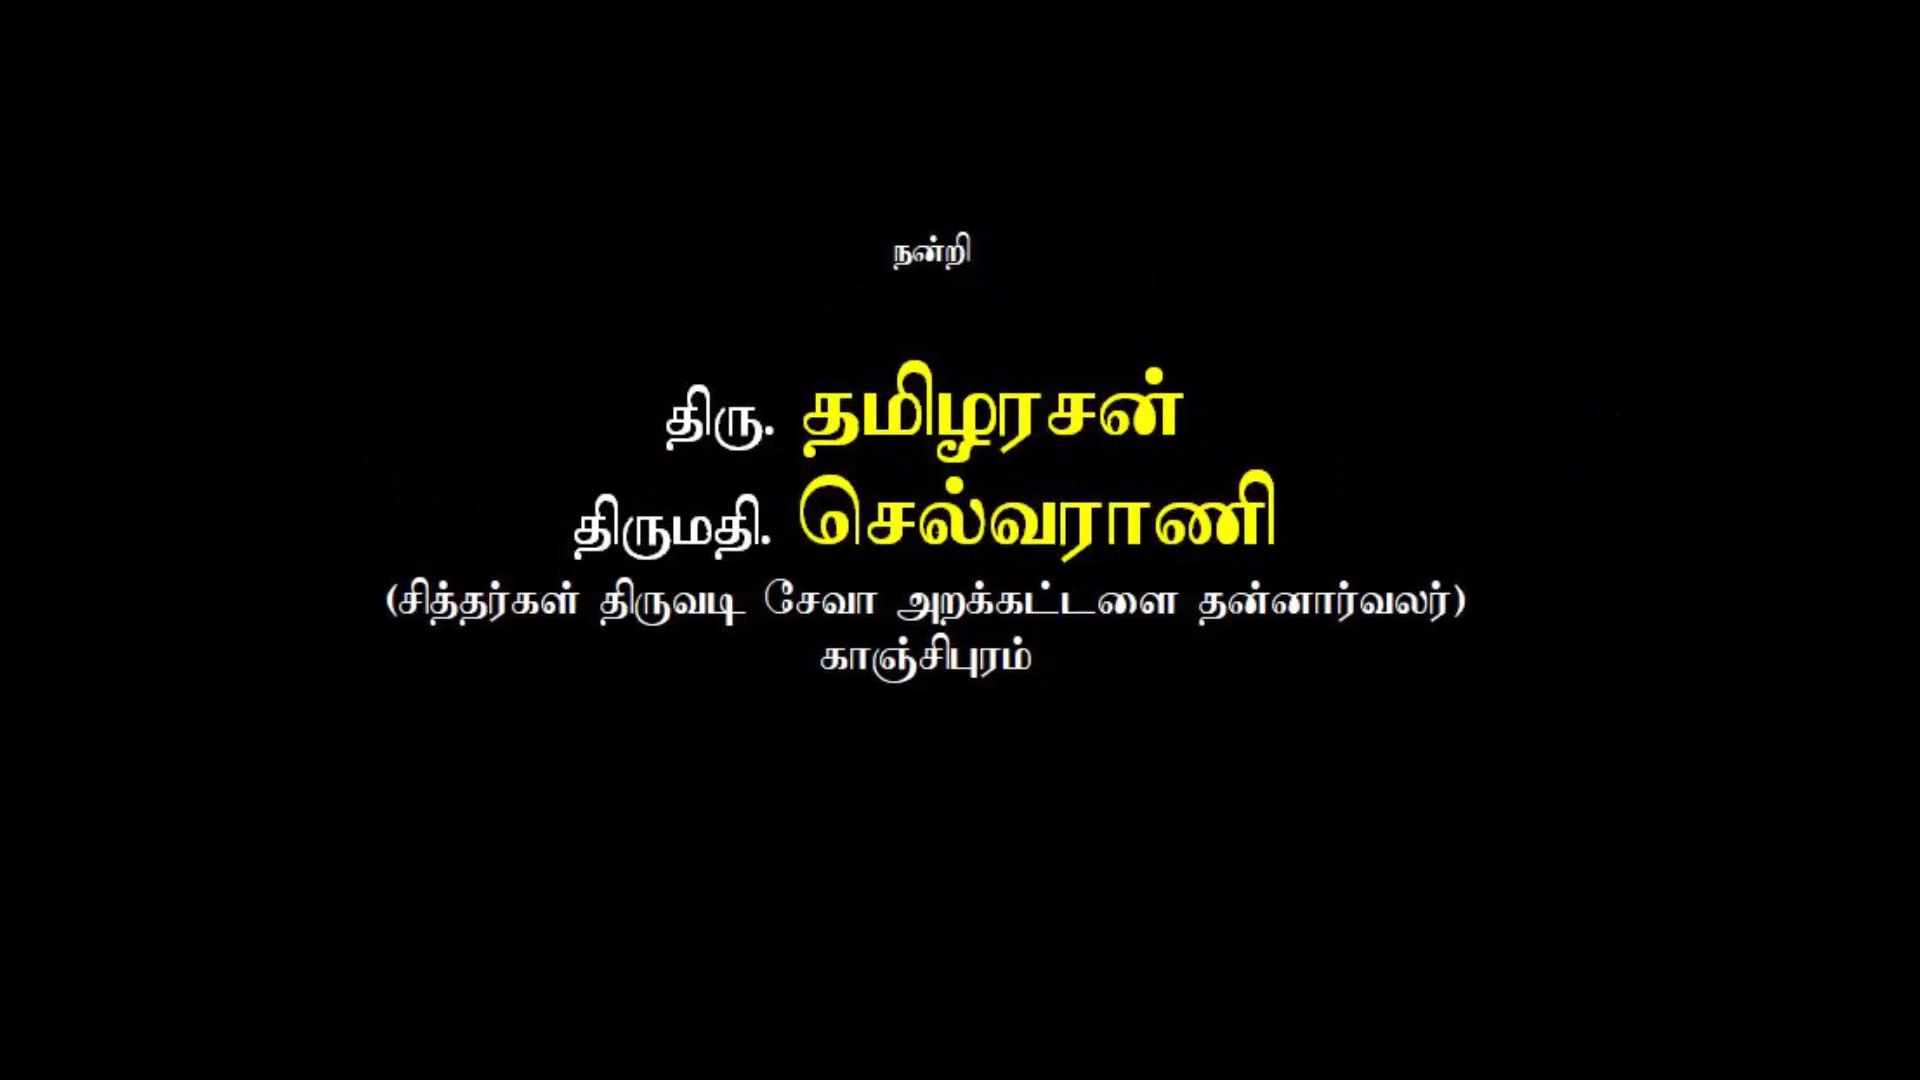 நன்றி
திரு. தமிழரசன்
திருமதி. செல்வராணி
(சித்தர்கள் திருவடி சேவா அறக்கட்டளை தன்னார்வலர்)
காஞ்சிபுரம்